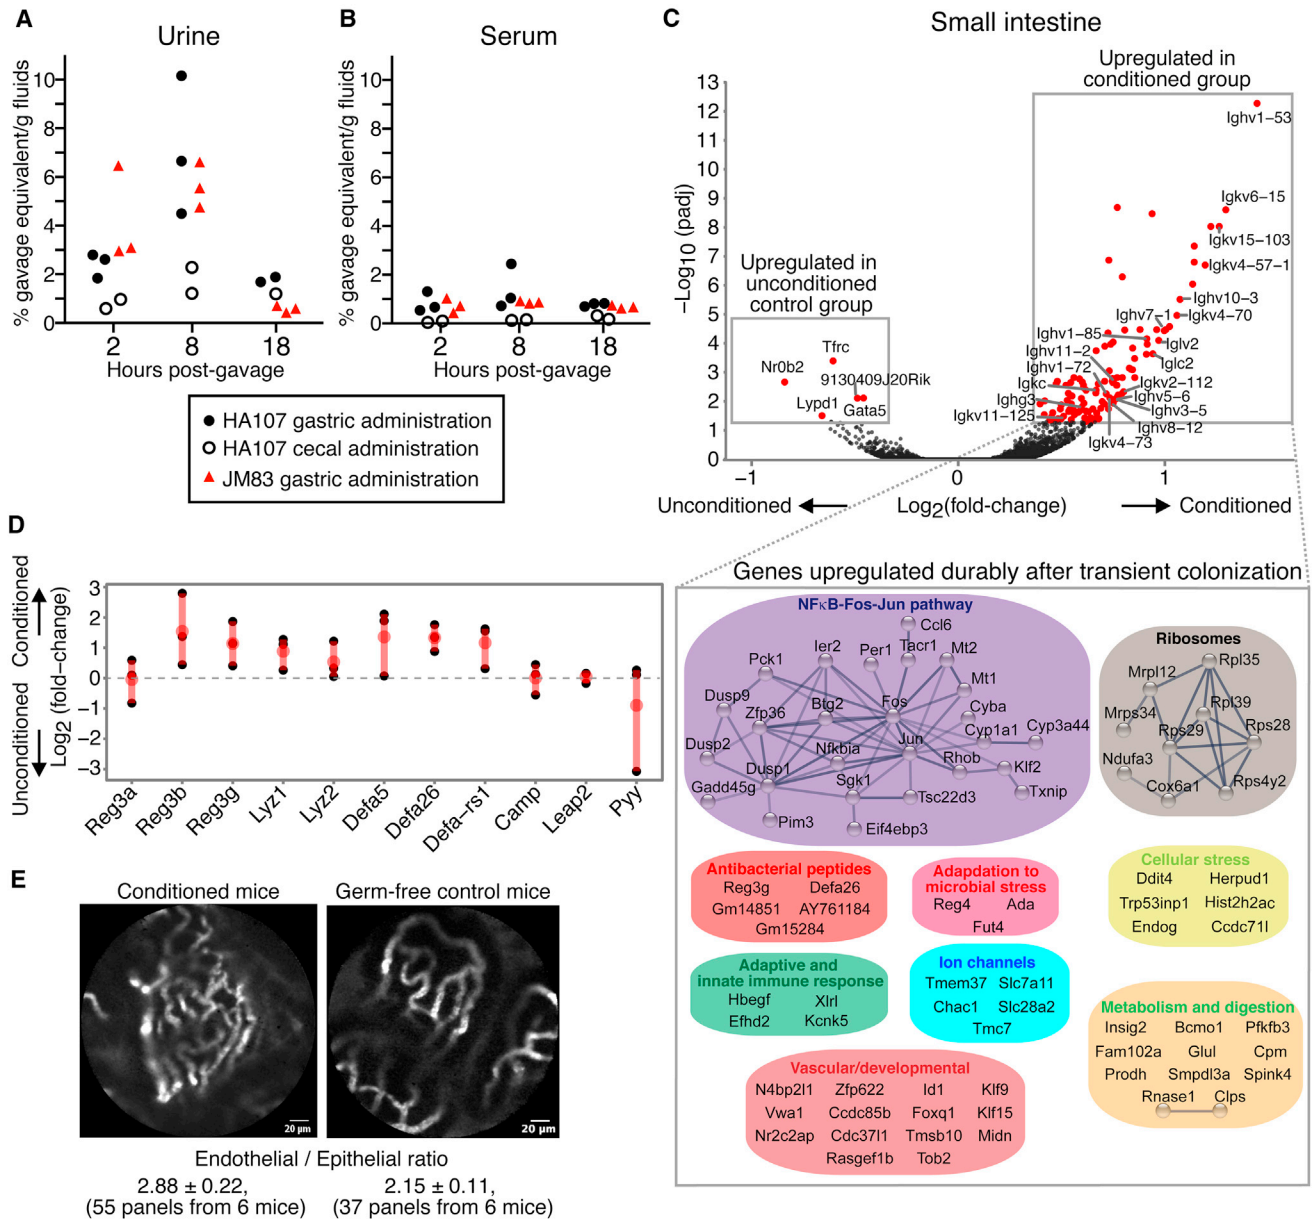 A
Urine
% gavage equivalent/g fluids
10
8
6
4
2
0
2
8
18
Hours post-gavage
B
Serum
% gavage equivalent/g fluids
10
8
6
4
2
0
2
8
18
Hours post-gavage
HA107 gastric administration
HA107 cecal administration
JM83 gastric administration
C
Small intestine
Upregulated in
conditioned group
Upregulated in
unconditioned
control group
−Log10 (padj)
13
12
11
10
9
8
7
6
5
4
3
2
1
0
−1
0
1
Ighv1−53
Igkv6−15
Igkv15−103
Igkv4−57−1
Ighv10−3
Ighv7−1
Igkv4−70
Ighv1−85
Iglv2
Ighv11−2
Iglc2
Ighv1−72
Igkc
Igkv2−112
Ighg3
Ighv5−6
Igkv11−125
Ighv3−5
Ighv8−12
Igkv4−73
Tfrc
Nr0b2
9130409J20Rik
Lypd1
Gata5
Unconditioned
Log2(fold-change)
Conditioned
D
Unconditioned
Conditioned
Log2 (fold−change)
3
2
1
0
−1
−2
−3
Reg3a
Reg3b
Reg3g
Lyz1
Lyz2
Defa5
Defa26
Defa−rs1
Camp
Leap2
Pyy
Genes upregulated durably after transient colonization
NFκB-Fos-Jun pathway
Ccl6
Ier2
Per1
Tacr1
Mt2
Pck1
Mt1
Dusp9
Btg2
Fos
Cyba
Zfp36
Cyp1a1
Cyp3a44
Jun
Dusp2
Nfkbia
Rhob
Klf2
Dusp1
Sgk1
Gadd45g
Tsc22d3
Txnip
Pim3
Eif4ebp3
Ribosomes
Rpl35
Mrpl12
Rpl39
Mrps34
Rps28
Rps29
Ndufa3
Cox6a1
Rps4y2
Antibacterial peptides
Reg3g Defa26
Gm14851 AY761184
Gm15284
Adapdation to
microbial stress
Reg4 Ada
Fut4
Cellular stress
Ddit4 Herpud1
Trp53inp1 Hist2h2ac
Endog Ccdc71l
Adaptive and
innate immune response
Hbegf Xlrl
Efhd2 Kcnk5
Ion channels
Tmem37 Slc7a11
Chac1 Slc28a2
Tmc7
Metabolism and digestion
Insig2 Bcmo1 Pfkfb3
Fam102a Glul Cpm
Prodh Smpdl3a Spink4
Rnase1 Clps
Vascular/developmental
N4bp2l1 Zfp622 Id1 Klf9
Vwa1 Ccdc85b Foxq1 Klf15
Nr2c2ap Cdc37l1 Tmsb10 Midn
Rasgef1b Tob2
E
Conditioned mice
Germ-free control mice
20 µm
20 µm
Endothelial / Epithelial ratio
2.88 ± 0.22,
(55 panels from 6 mice)
2.15 ± 0.11,
(37 panels from 6 mice)